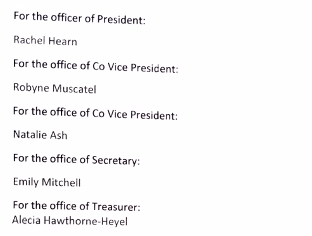 For the officer of President:
Rachel Hearn
For the office of Co Vice President:
Robyne Muscatel
For the office of Co Vice President:
Natalie Ash
For the office of Secretary:
Emily Mitchell
For the office of Treasurer:
Alecia Hawthorne-Heyel